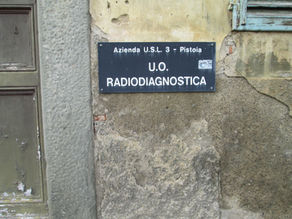 Azienda U.S.L. 3 - Pistoia
U.O.
RADIODIAGNOSTICA